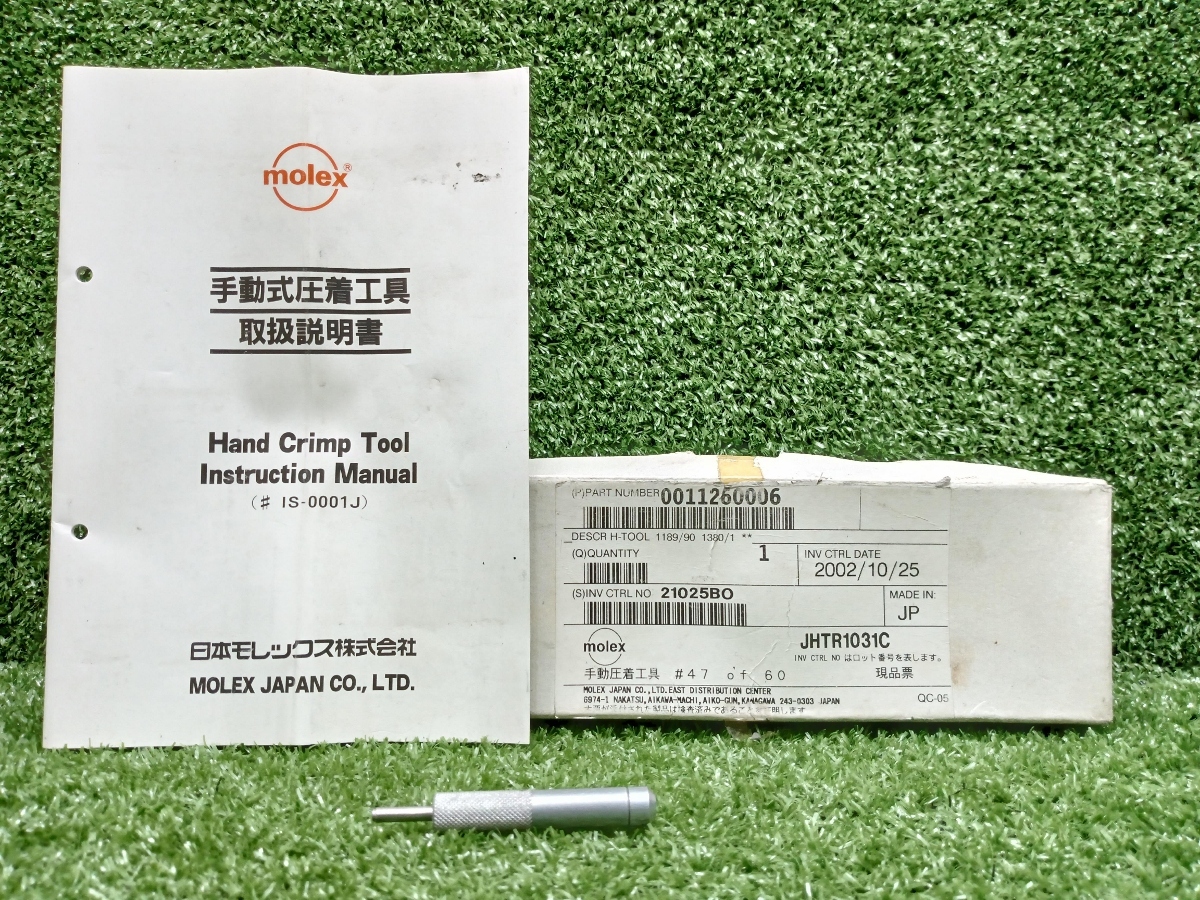 molex®
手動式圧着工具
取扱説明書
Hand Crimp Tool
Instruction Manual
(# IS-0001J)
日本モレックス株式会社
MOLEX JAPAN CO., LTD.
(P)PART NUMBER 0011260006
DESCR H-TOOL 1189/90 1380/1 **
(Q)QUANTITY 1
INV CTRL DATE
2002/10/25
(S)INV CTRL NO 21025BO
MADE IN:
JP
molex
JHTR1031C
INV CTRL NO はロット番号を表します。
手動圧着工具 #47 of 60 現品票
MOLEX JAPAN CO.,LTD.EAST DISTRIBUTION CENTER
6974-1 NAKATSU,AIKAWA-MACHI,AIKO-GUN,KANAGAWA 243-0303 JAPAN
QC-05